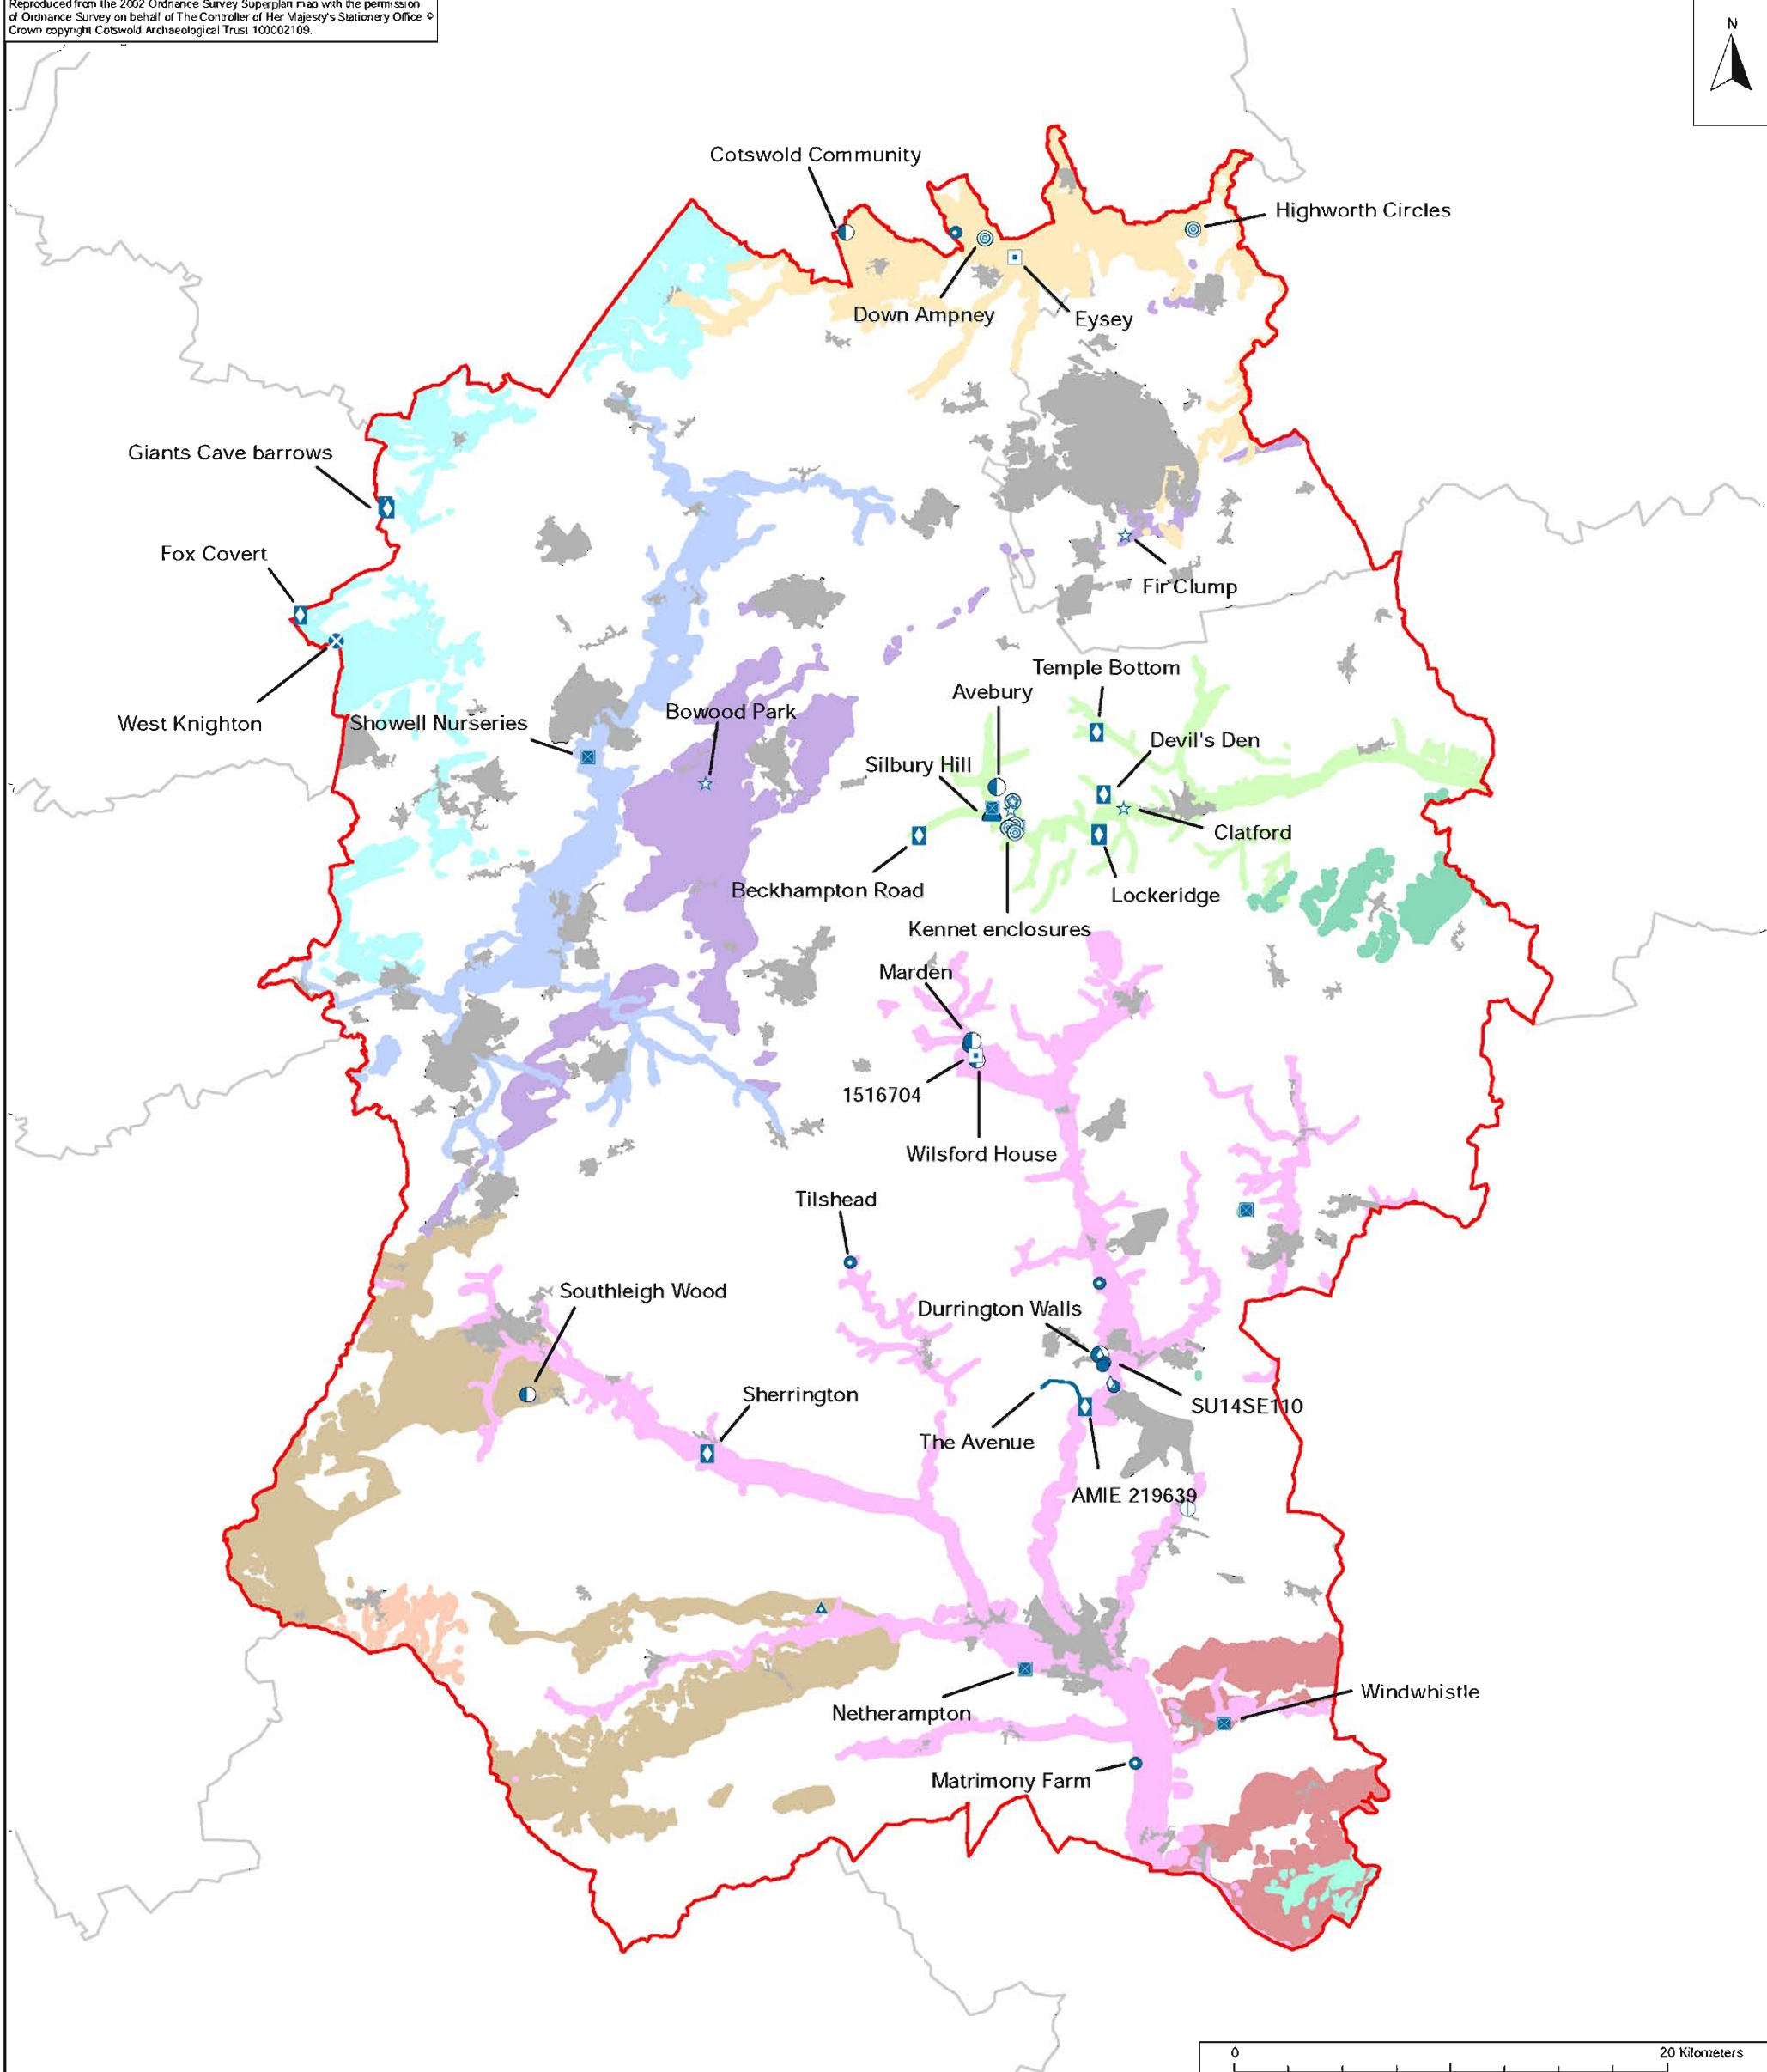 Reproduced from the 2002 Ordnance Survey Superplan map with the permission
of Ordnance Survey on behalf of The Controller of Her Majesty's Stationery Office ©
Crown copyright Cotswold Archaeological Trust 100002109.
N
Cotswold Community
Highworth Circles
Down Ampney
Eysey
Giants Cave barrows
Fox Covert
Fir Clump
Temple Bottom
Avebury
West Knighton
Showell Nurseries
Bowood Park
Devil's Den
Silbury Hill
Clatford
Beckhampton Road
Lockeridge
Kennet enclosures
Marden
1516704
Wilsford House
Tilshead
Southleigh Wood
Durrington Walls
Sherrington
SU14SE110
The Avenue
AMIE 219639
Windwhistle
Netherampton
Matrimony Farm
0
20 Kilometers